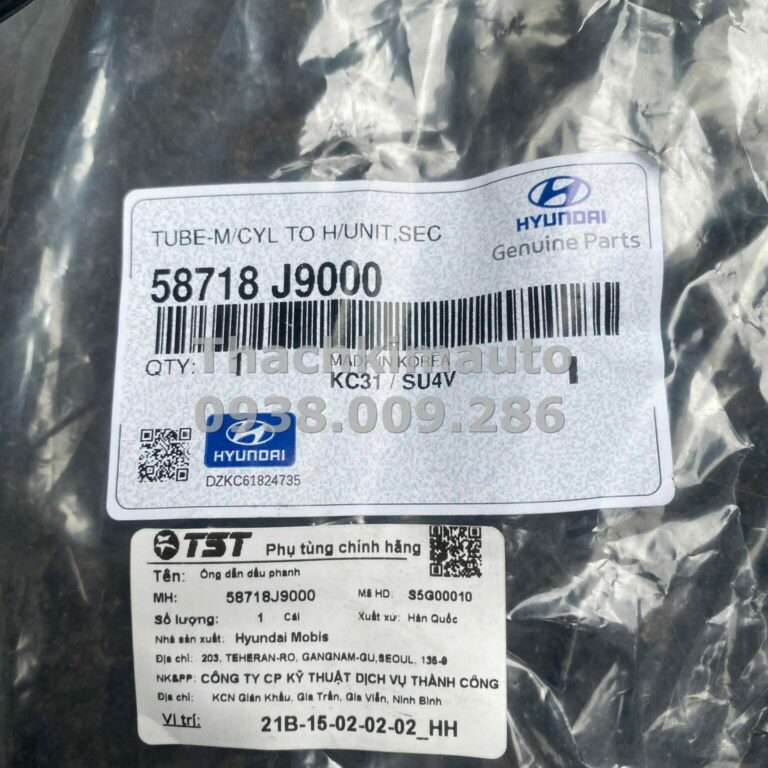 HYUNDAI
Genuine Parts
TUBE-M/CYL TO H/UNIT,SEC
58718 J9000
QTY: 1
MADE IN KOREA
KC31 / SU4V
1
Thachkimauto
0938.009.286
HYUNDAI
DZKC61824735
TST Phụ tùng chính hãng
Tên: Ống dẫn dầu phanh
MH: 58718J9000 Mã HD: S5G00010
Số lượng: 1 Cái Xuất xứ: Hàn Quốc
Nhà sản xuất: Hyundai Mobis
Địa chỉ: 203, TEHERAN-RO, GANGNAM-GU,SEOUL, 135-9
NK&PP: CÔNG TY CP KỸ THUẬT DỊCH VỤ THÀNH CÔNG
Địa chỉ: KCN Gián Khẩu, Gia Trấn, Gia Viễn, Ninh Bình
Vị trí: 21B-15-02-02-02_HH